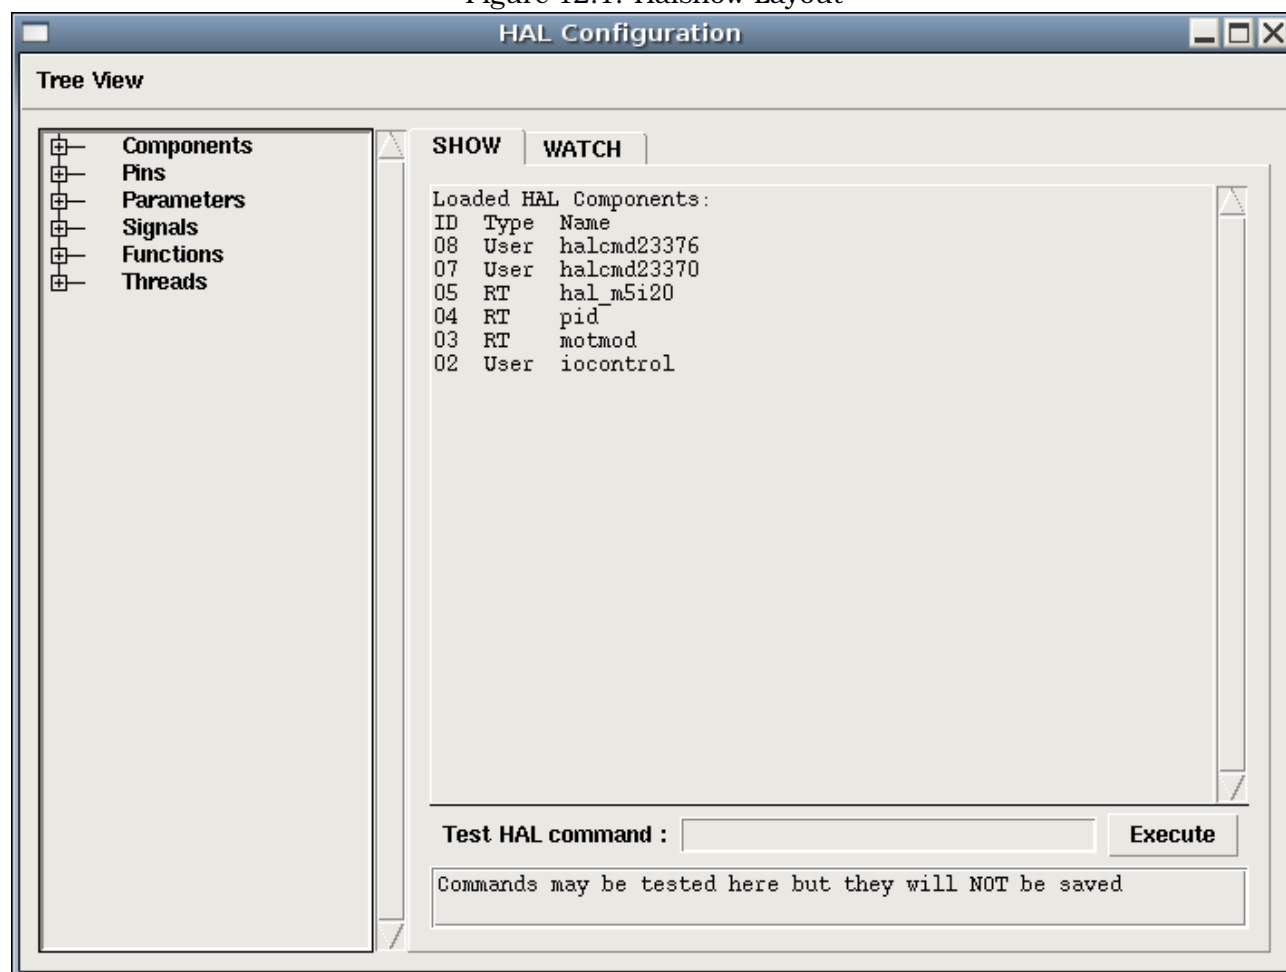 Figure 12.1: Halshow Layout
HAL Configuration
Tree View
Components
Pins
Parameters
Signals
Functions
Threads
SHOW WATCH
Loaded HAL Components:
ID Type Name
08 User halcmd23376
07 User halcmd23370
05 RT hal_m5i20
04 RT pid
03 RT motmod
02 User iocontrol
Test HAL command : Execute
Commands may be tested here but they will NOT be saved